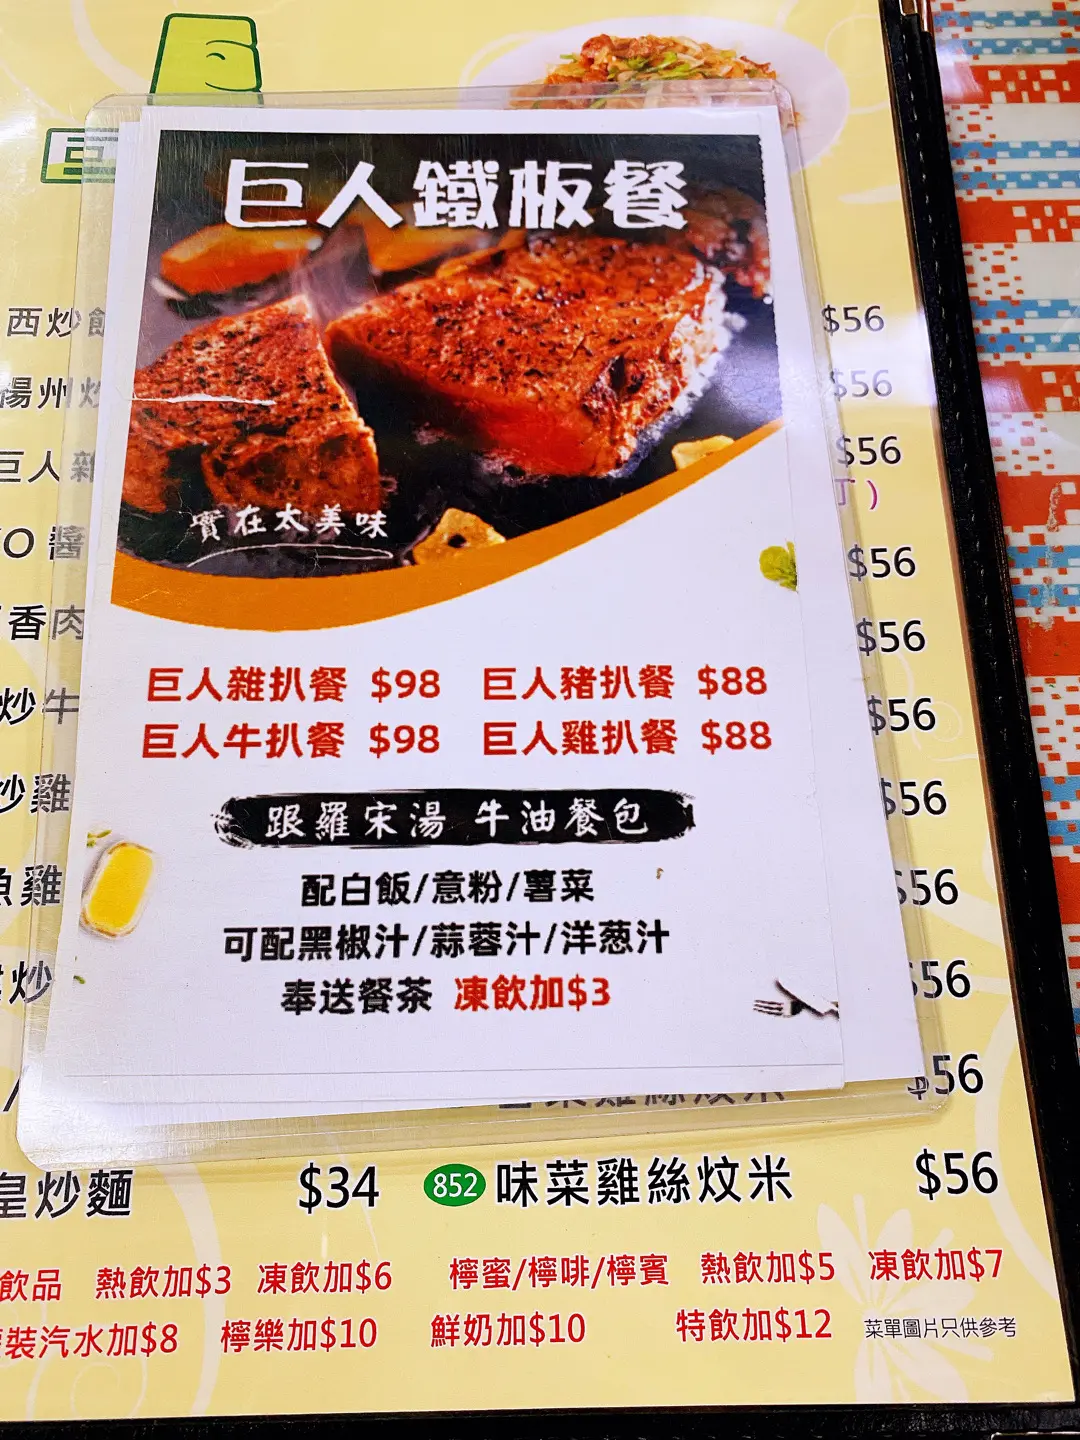 巨人鐵板餐
實在太美味
巨人雜扒餐 $98 巨人豬扒餐 $88
巨人牛扒餐 $98 巨人雞扒餐 $88
跟羅宋湯 牛油餐包
配白飯/意粉/薯菜
可配黑椒汁/蒜蓉汁/洋葱汁
奉送餐茶 凍飲加$3
西炒飯 $56
揚州炒 $56
巨人雜 $56
丁)
O 醬 $56
香肉 $56
炒牛 $56
炒雞 $56
魚雞 $56
炒 $56
/ $56
皇炒麵 $34 852 味菜雞絲炆米 $56
飲品 熱飲加$3 凍飲加$6 檸蜜/檸啡/檸賓 熱飲加$5 凍飲加$7
裝汽水加$8 檸樂加$10 鮮奶加$10 特飲加$12 菜單圖片只供參考